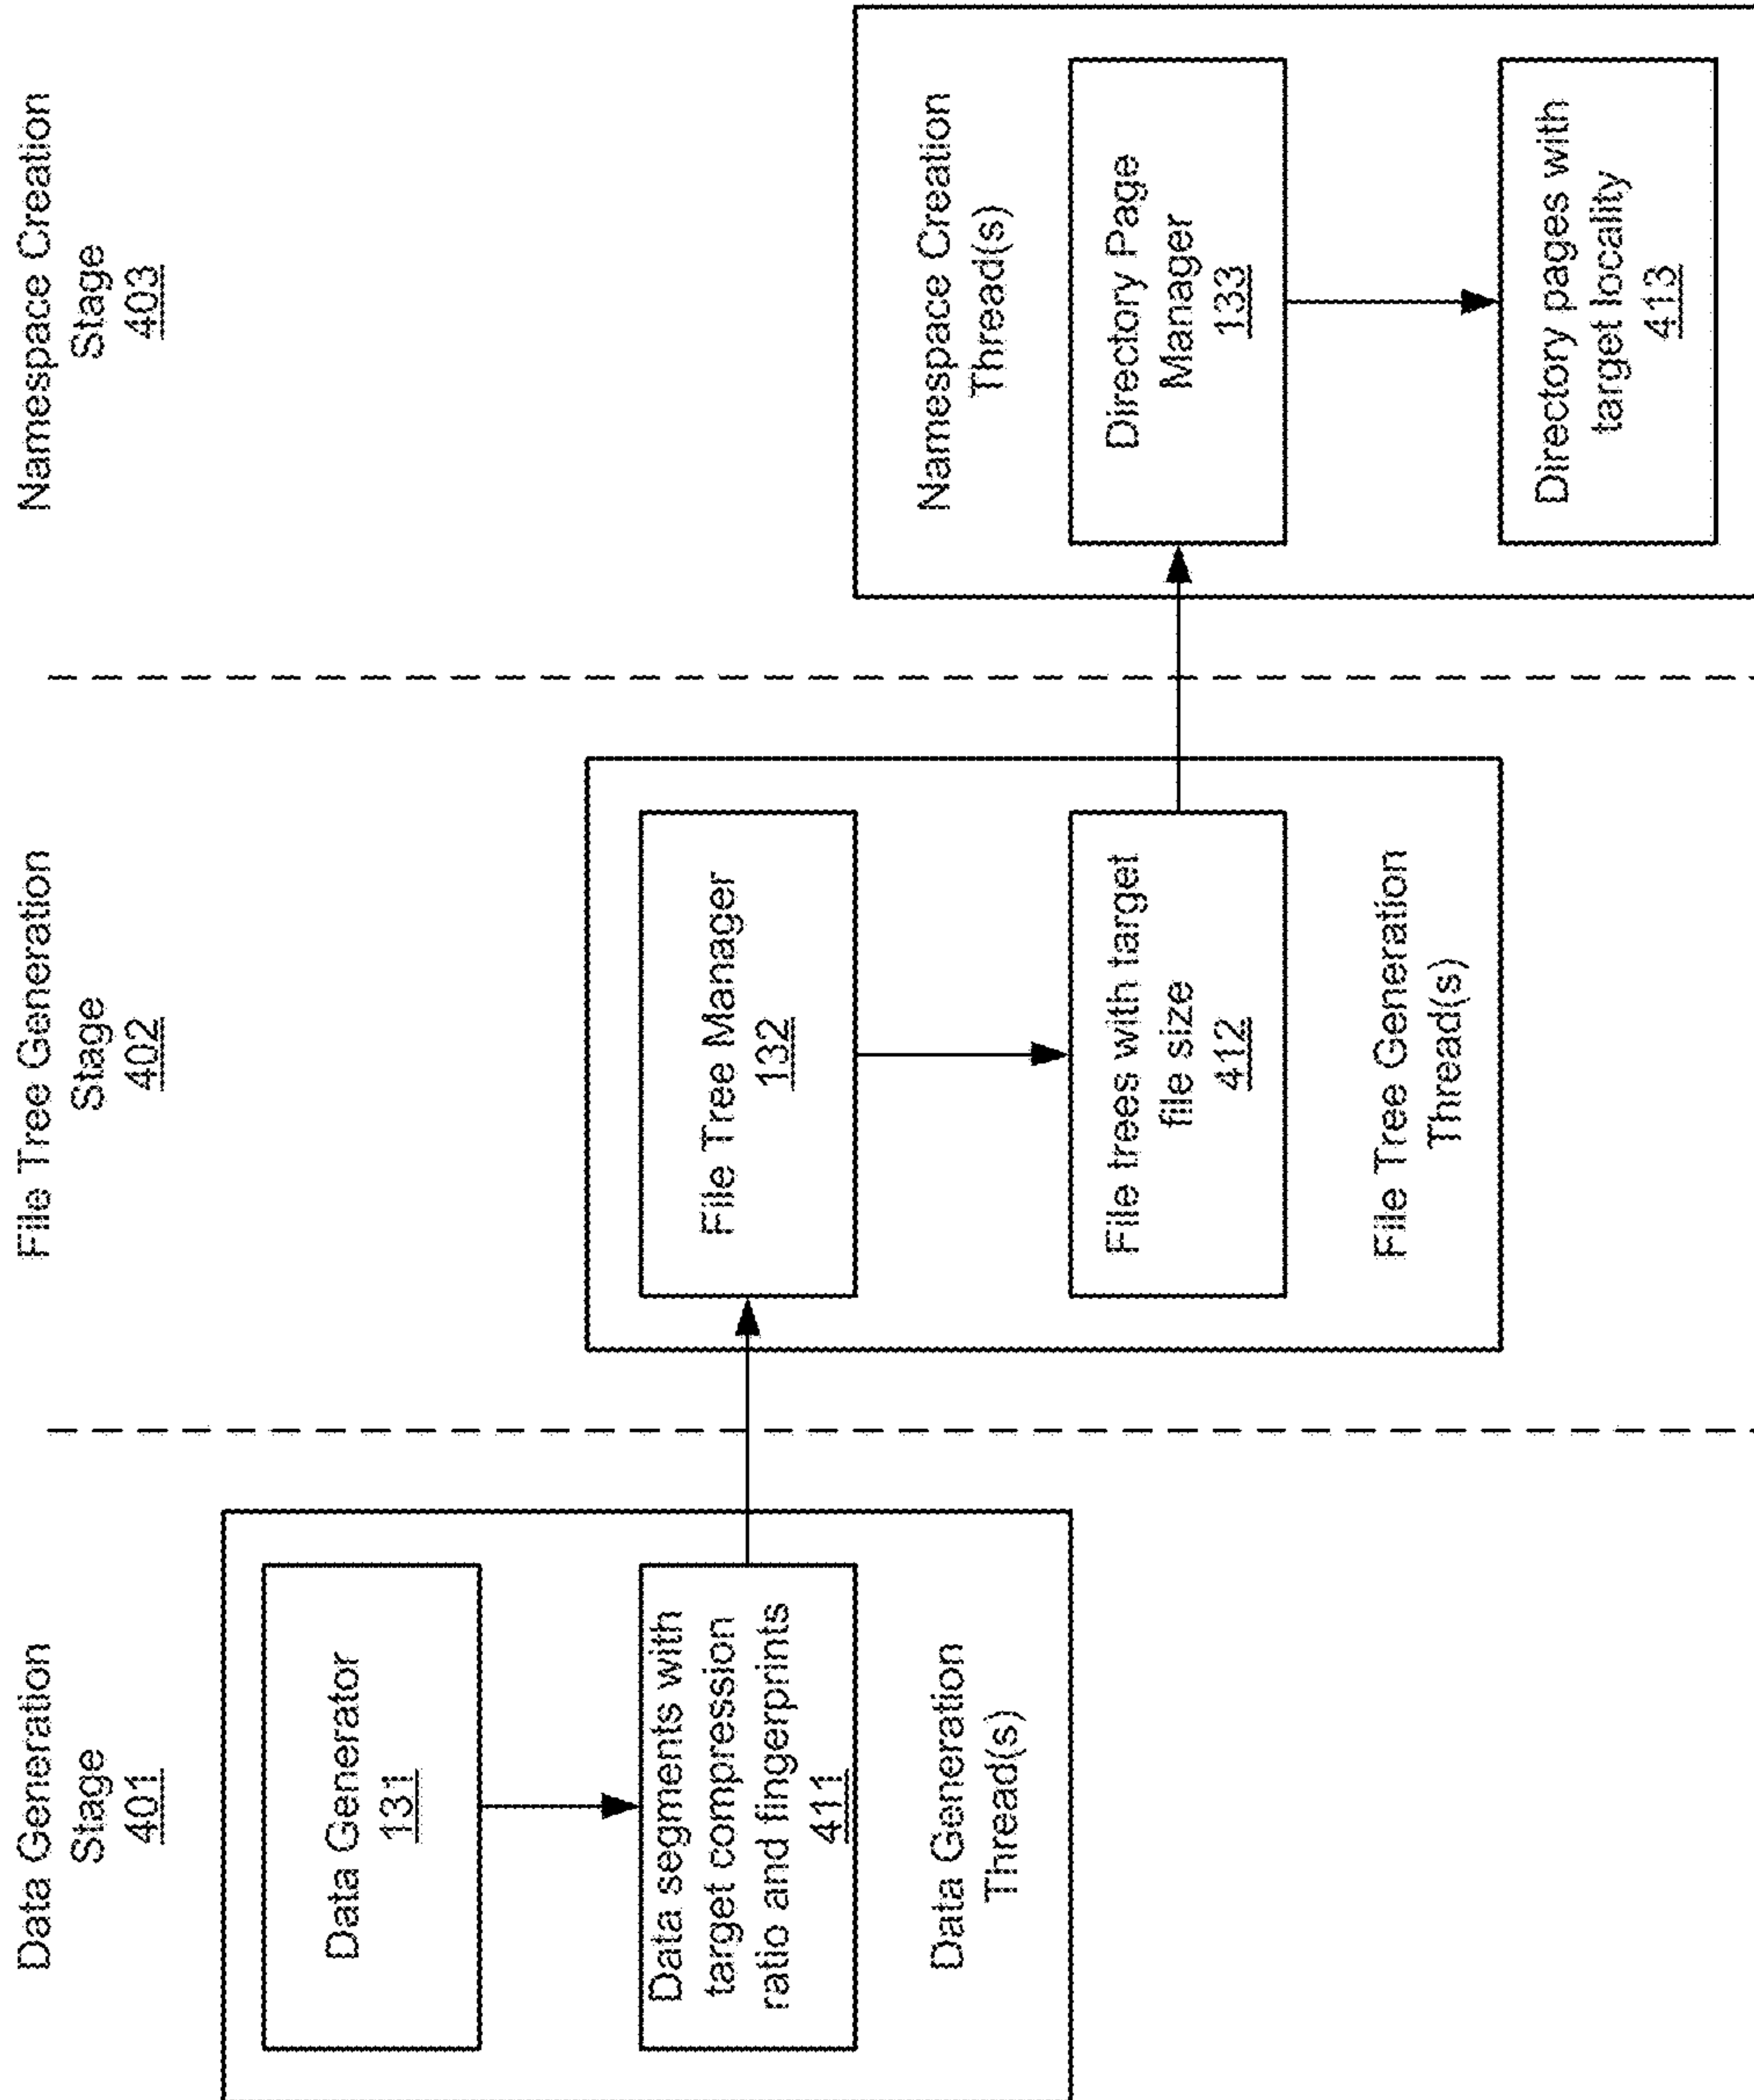 Data Generation
Stage
401
Data Generator
131
Data segments with
target compression
ratio and fingerprints
411
Data Generation
Thread(s)
File Tree Generation
Stage
402
File Tree Manager
132
File trees with target
file size
412
File Tree Generation
Thread(s)
Namespace Creation
Stage
403
Namespace Creation
Thread(s)
Directory Page
Manager
133
Directory pages with
target locality
413